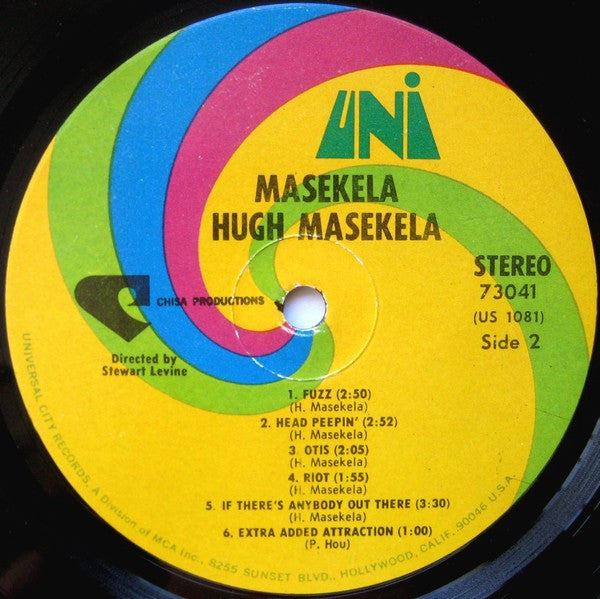 UNI
MASEKELA
HUGH MASEKELA
STEREO
73041
(US 1081)
Side 2
CHISA PRODUCTIONS
Directed by
Stewart Levine
1. FUZZ (2:50)
(H. Masekela)
2. HEAD PEEPIN' (2:52)
(H. Masekela)
3. OTIS (2:05)
(H. Masekela)
4. RIOT (1:55)
(H. Masekela)
5. IF THERE'S ANYBODY OUT THERE (3:30)
(H. Masekela)
6. EXTRA ADDED ATTRACTION (1:00)
(P. Hou)
UNIVERSAL CITY RECORDS, A Division of MCA Inc., 8255 SUNSET BLVD., HOLLYWOOD, CALIF. 90046 U.S.A.